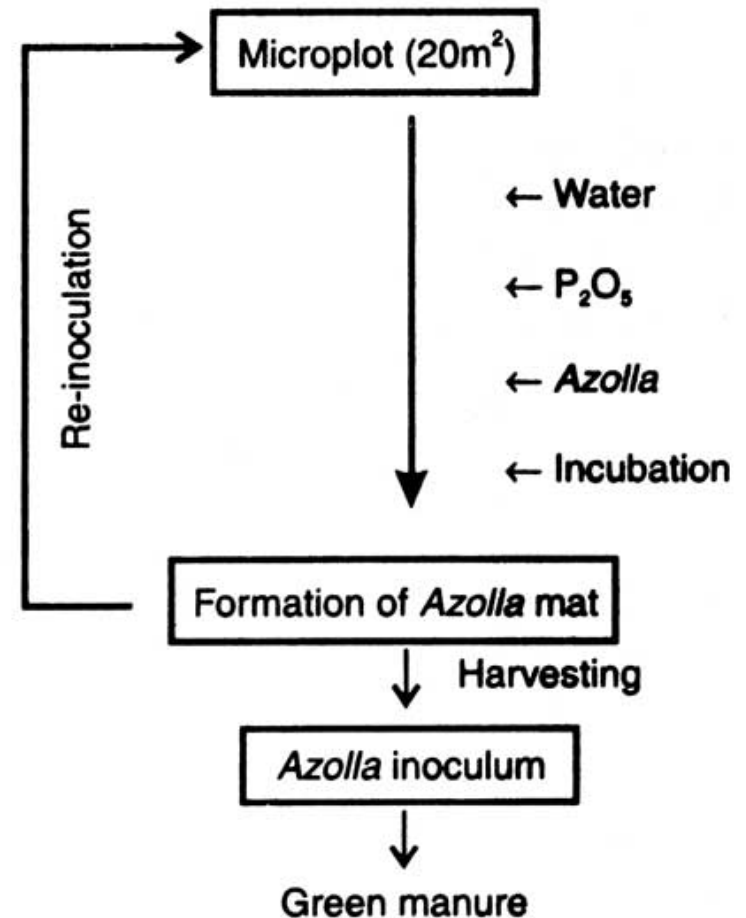 Microplot (20m²)
← Water
← P₂O₅
← Azolla
← Incubation
Re-inoculation
Formation of Azolla mat
Harvesting
Azolla inoculum
Green manure